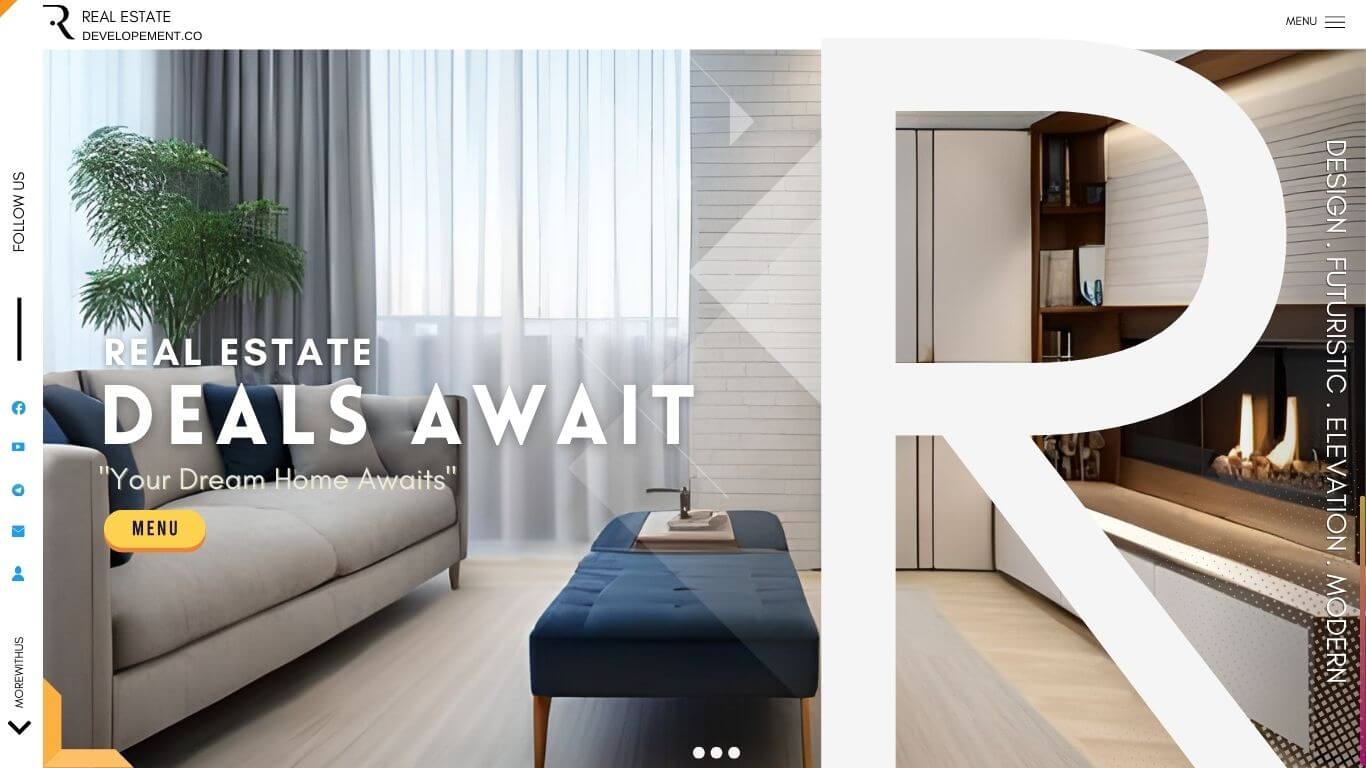 REAL ESTATE
DEVELOPEMENT.CO
MENU
FOLLOW US
REAL ESTATE
DEALS AWAIT
"Your Dream Home Awaits"
MENU
MOREWITHUS
R
DESIGN . FUTURISTIC . ELEVATION . MODERN